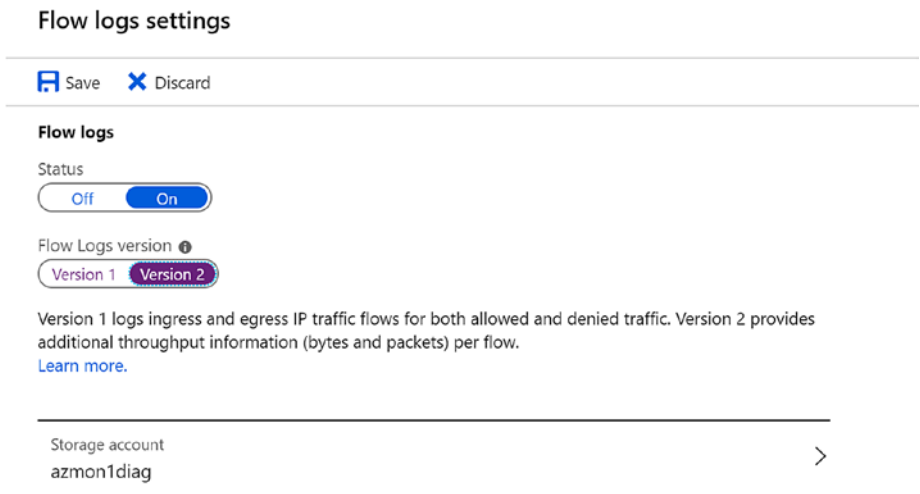 Flow logs settings
Save Discard
Flow logs
Status
Off On
Flow Logs version
Version 1 Version 2
Version 1 logs ingress and egress IP traffic flows for both allowed and denied traffic. Version 2 provides
additional throughput information (bytes and packets) per flow.
Learn more.
Storage account
azmon1diag